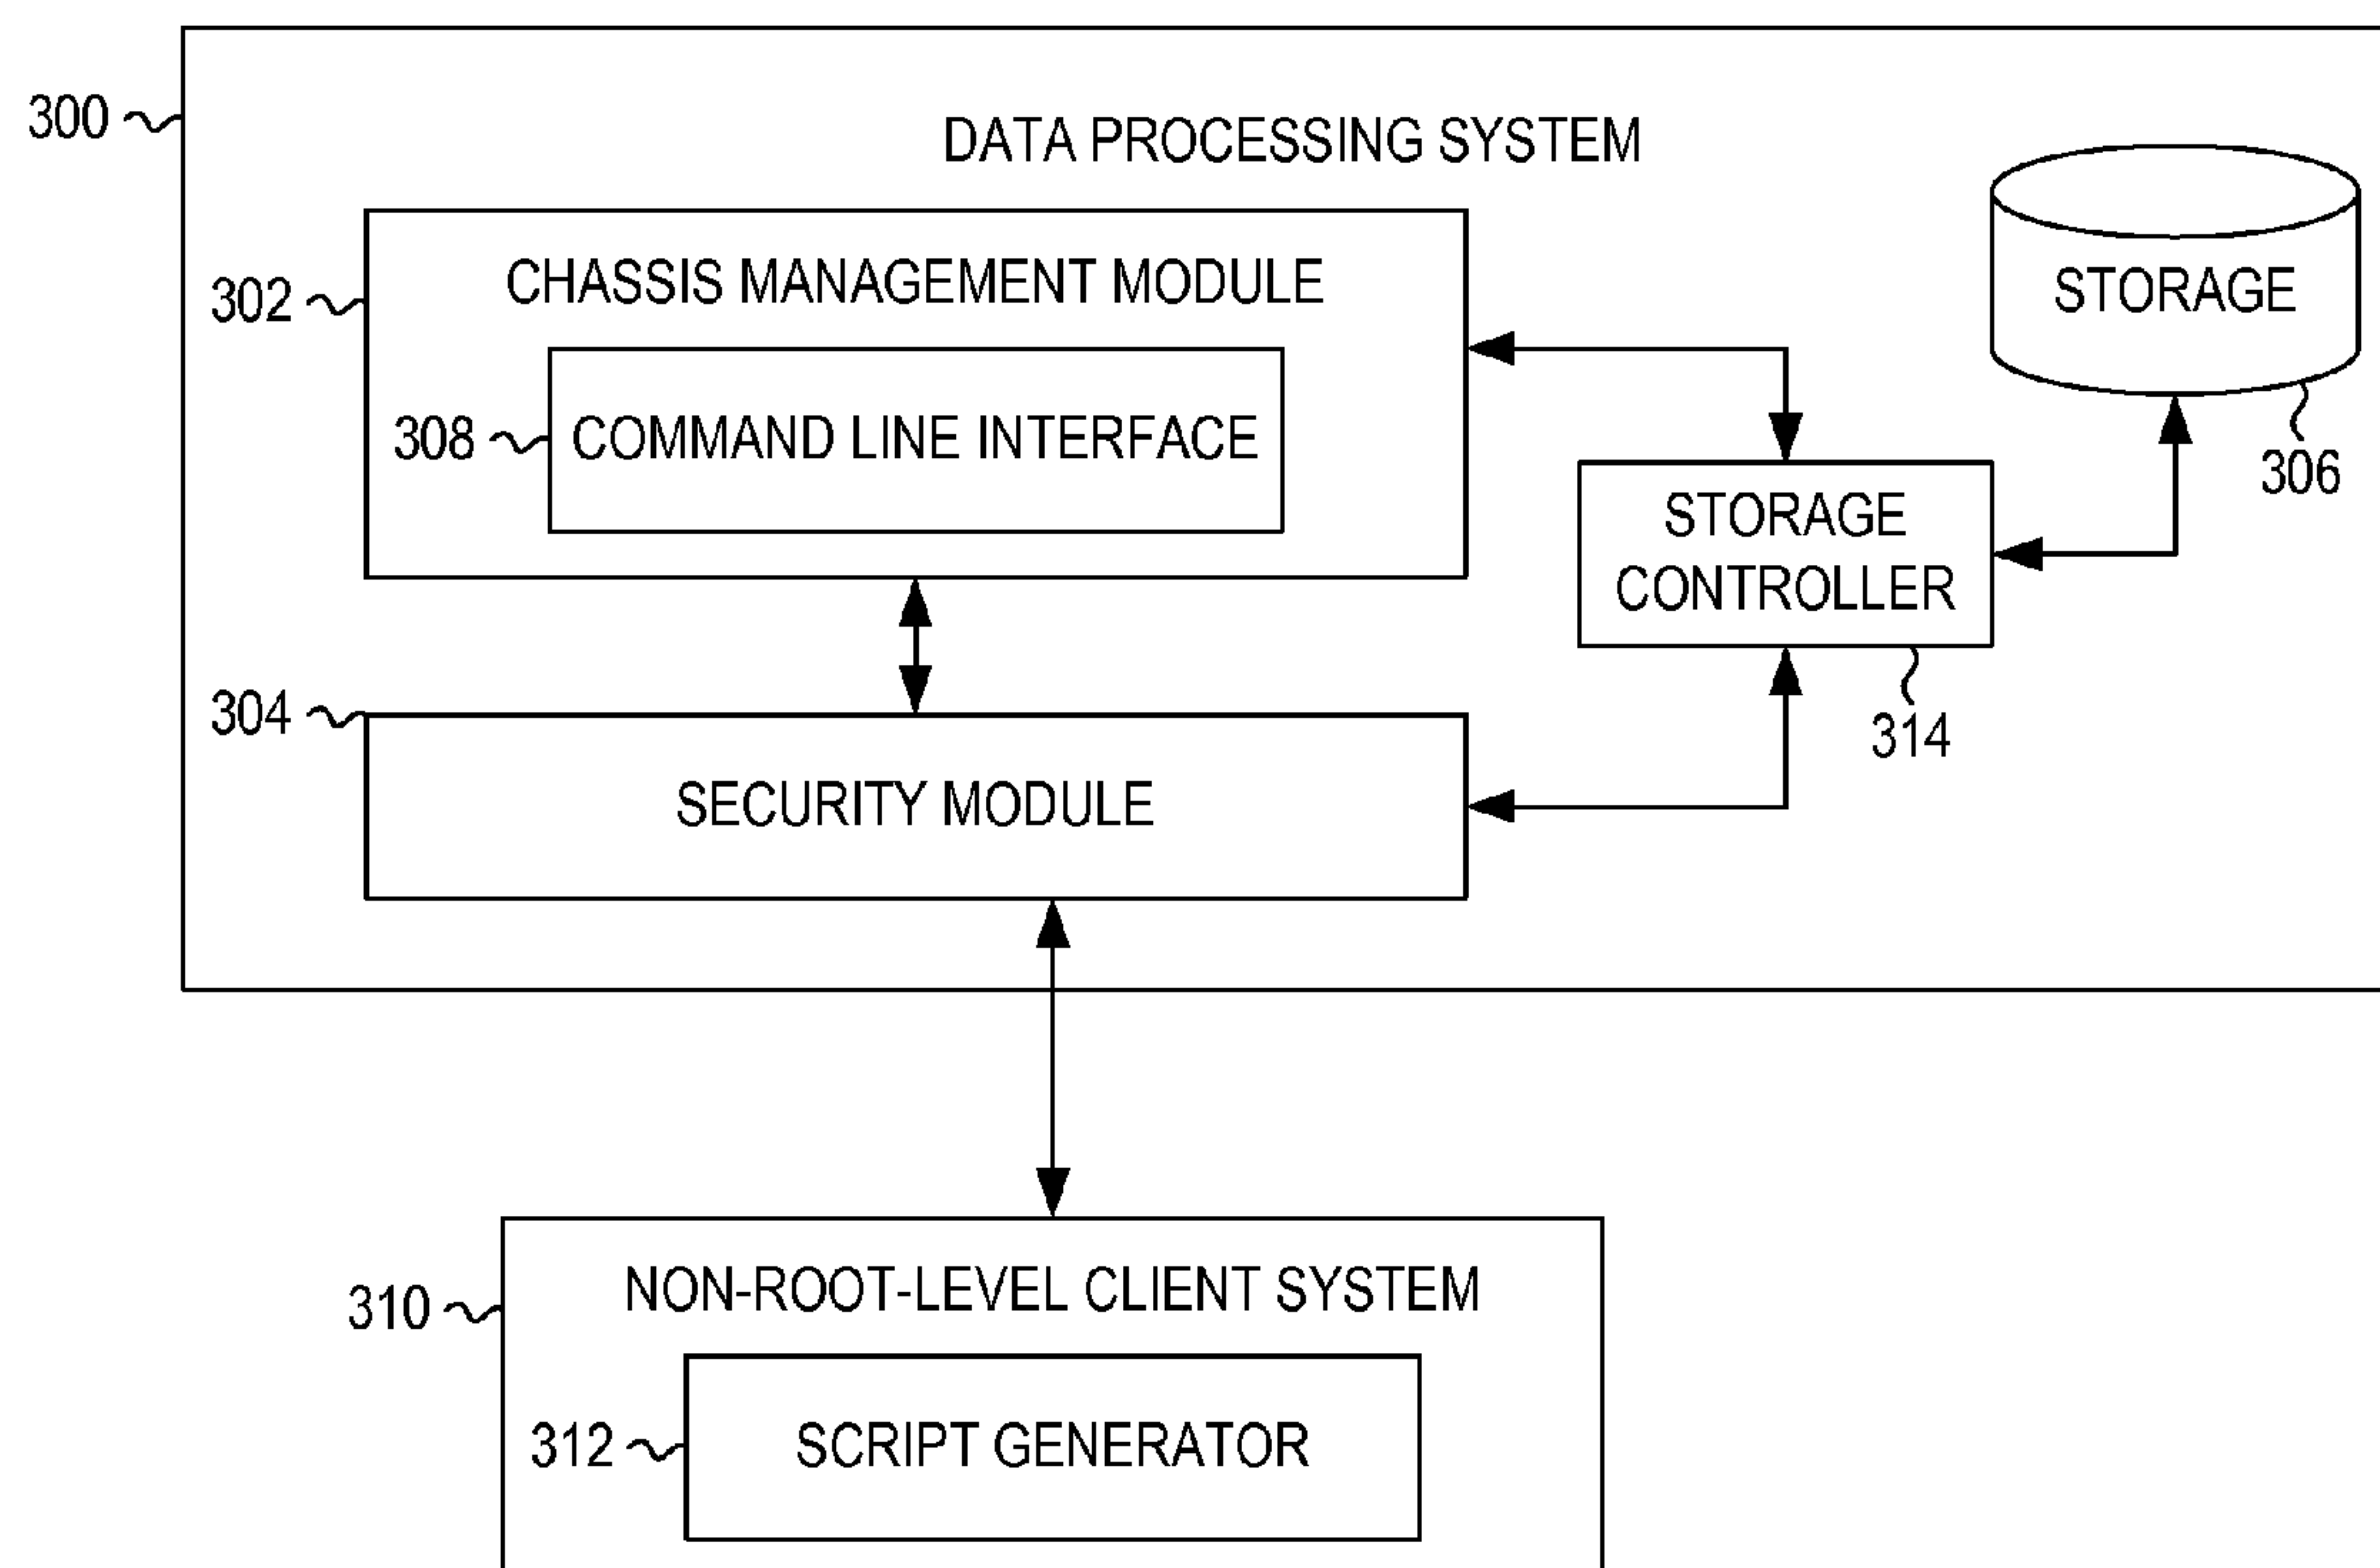 300
DATA PROCESSING SYSTEM
302
CHASSIS MANAGEMENT MODULE
STORAGE
308
COMMAND LINE INTERFACE
306
STORAGE
CONTROLLER
304
314
SECURITY MODULE
310
NON-ROOT-LEVEL CLIENT SYSTEM
312
SCRIPT GENERATOR